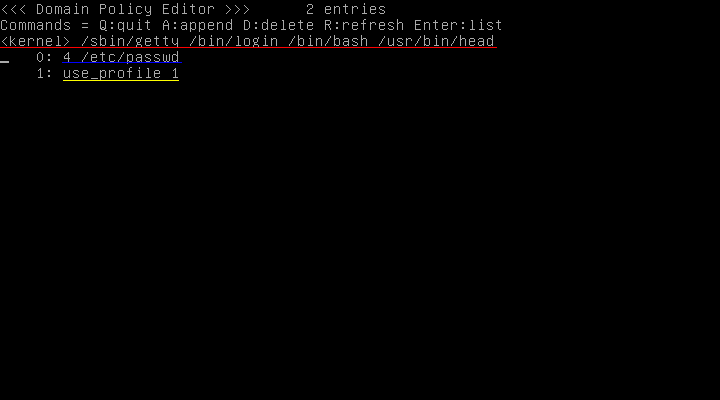 <<< Domain Policy Editor >>> 2 entries
Commands = Q:quit A:append D:delete R:refresh Enter:list
<kernel> /sbin/getty /bin/login /bin/bash /usr/bin/head
0: 4 /etc/passwd
1: use_profile 1